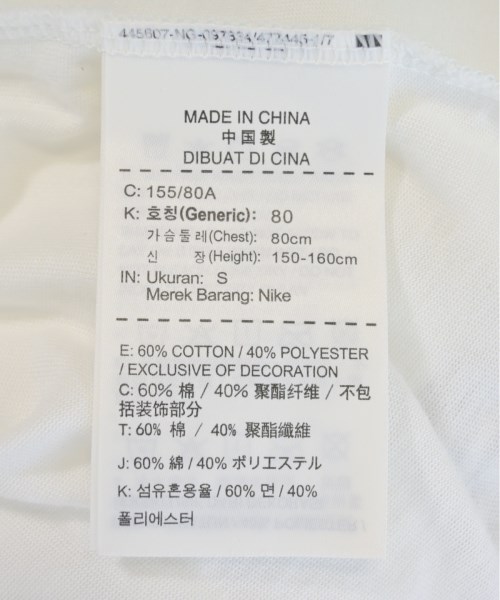 MADE IN CHINA
中国製
DIBUAT DI CINA
C: 155/80A
K: 호칭(Generic): 80
가슴둘레(Chest): 80cm
신 장(Height): 150-160cm
IN: Ukuran: S
Merek Barang: Nike
E: 60% COTTON / 40% POLYESTER
/ EXCLUSIVE OF DECORATION
C: 60% 棉 / 40% 聚酯纤维 / 不包
括装饰部分
T: 60% 棉 / 40% 聚酯纖維
J: 60% 綿 / 40% ポリエステル
K: 섬유혼용율 / 60% 면 / 40%
폴리에스터